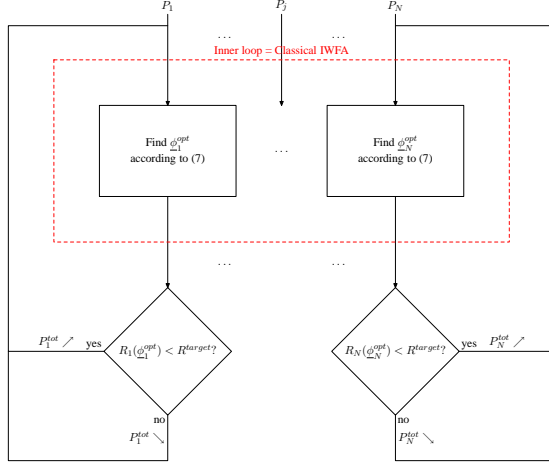 P_1 P_j P_N
... ...
Inner loop = Classical IWFA
Find ϕ_1^{opt}
according to (7)
...
Find ϕ_N^{opt}
according to (7)
... ...
P_1^{tot} ↗ yes
R_1(ϕ_1^{opt}) < R^{target}?
R_N(ϕ_N^{opt}) < R^{target}?
yes P_N^{tot} ↗
no
P_1^{tot} ↘
no
P_N^{tot} ↘